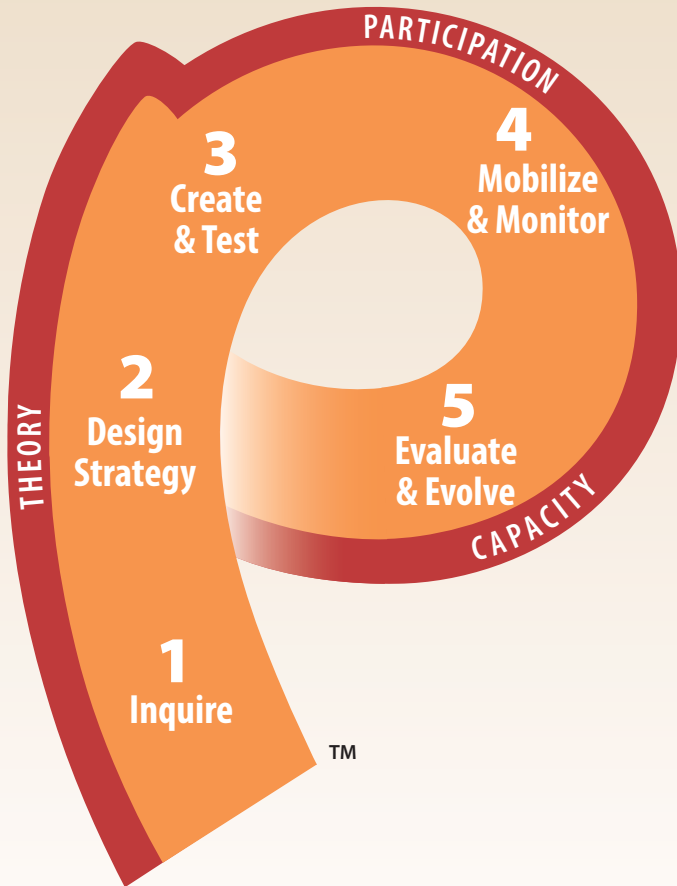 PARTICIPATION
3
Create
& Test
4
Mobilize
& Monitor
THEORY
2
Design
Strategy
5
Evaluate
& Evolve
CAPACITY
1
Inquire
TM